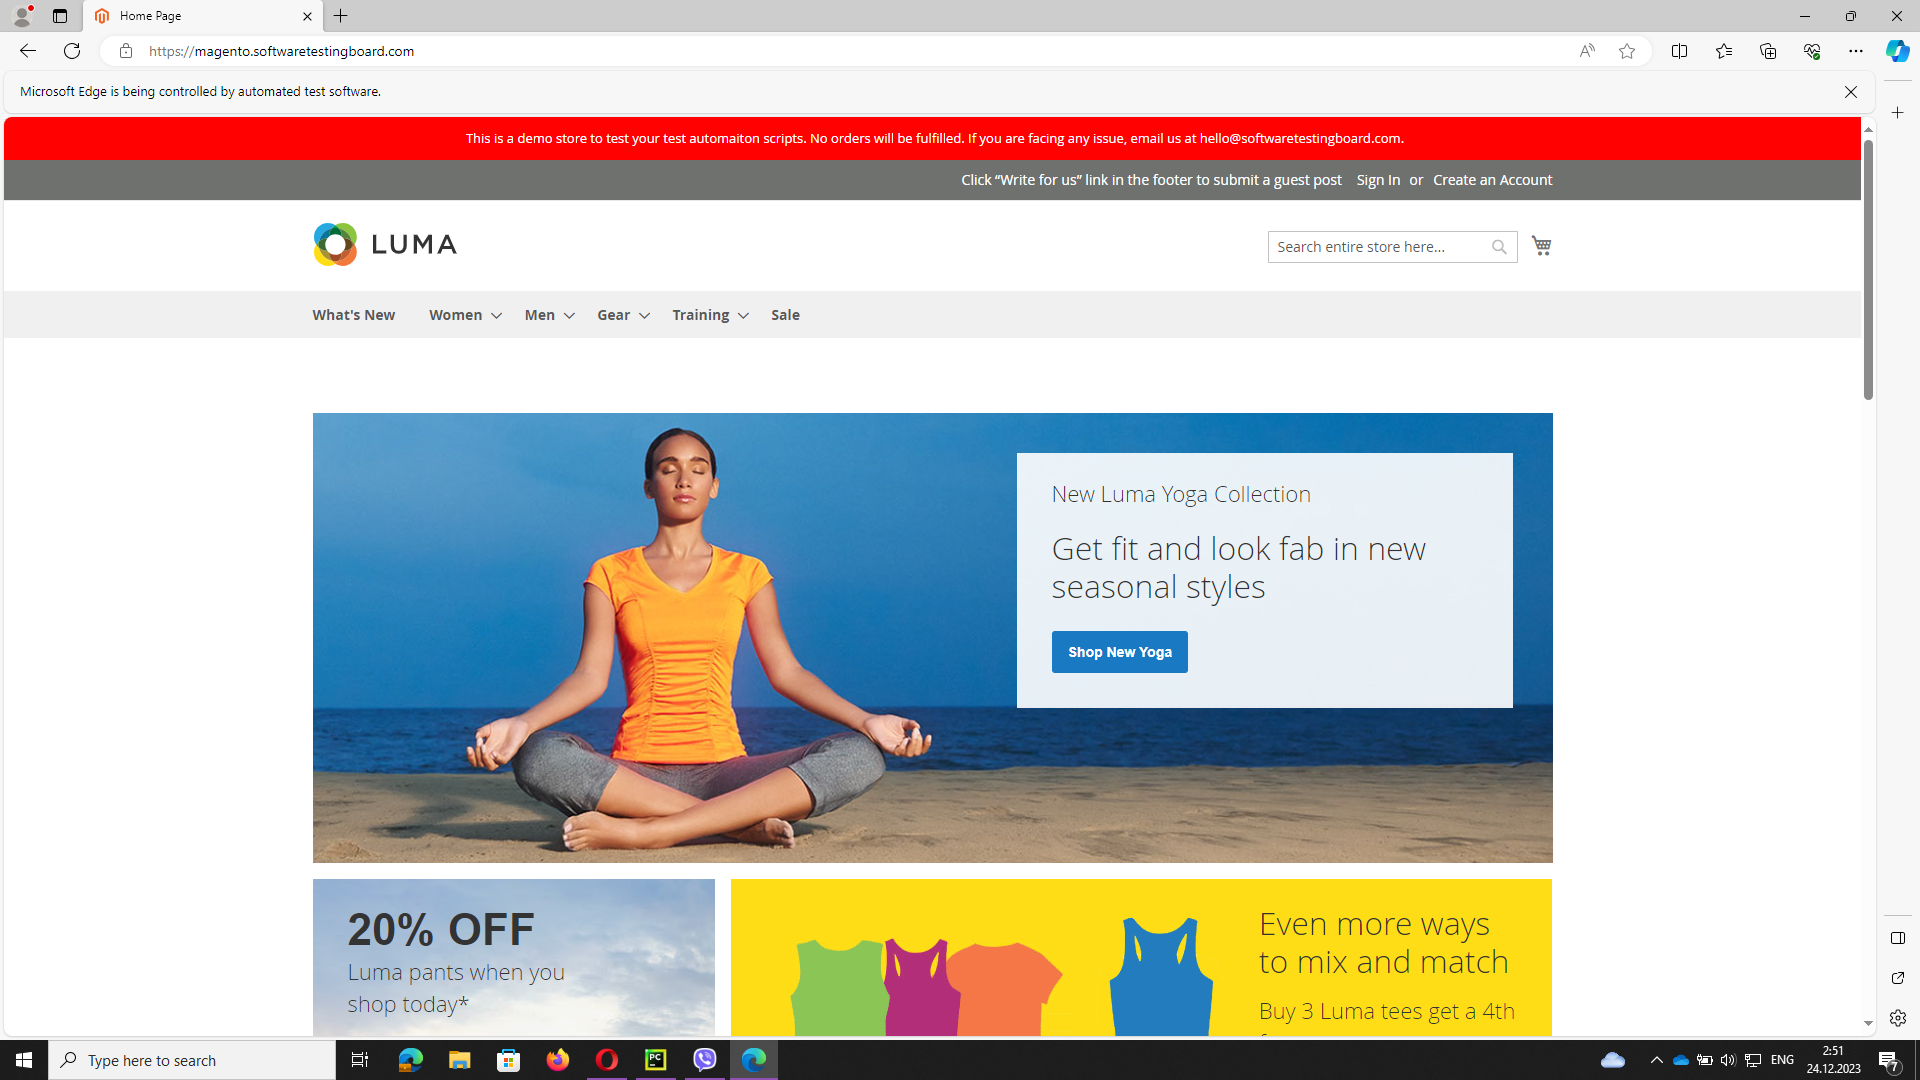 Home Page
https://magento.softwaretestingboard.com
Microsoft Edge is being controlled by automated test software.
This is a demo store to test your test automaiton scripts. No orders will be fulfilled. If you are facing any issue, email us at hello@softwaretestingboard.com.
Click “Write for us” link in the footer to submit a guest post Sign In or Create an Account
LUMA
Search entire store here...
What's New Women Men Gear Training Sale
New Luma Yoga Collection
Get fit and look fab in new
seasonal styles
Shop New Yoga
20% OFF
Luma pants when you
shop today*
Even more ways
to mix and match
Buy 3 Luma tees get a 4th
Type here to search
PC
ENG
2:51
24.12.2023
7